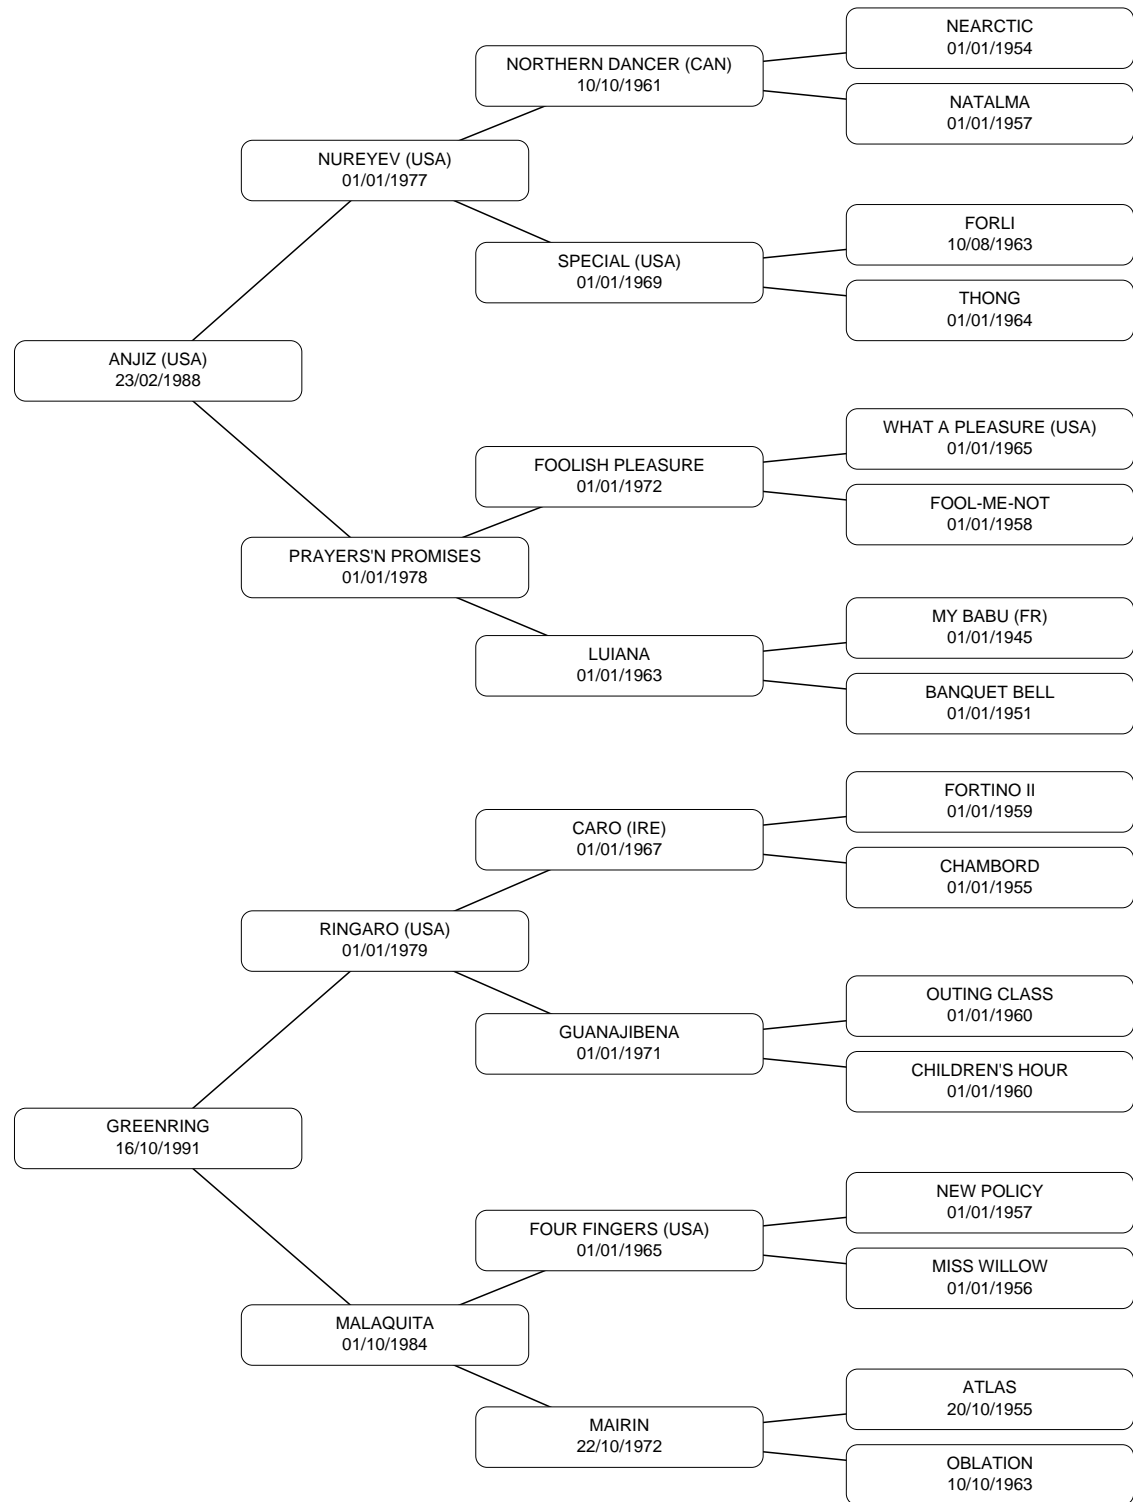 NEARCTIC
01/01/1954
NORTHERN DANCER (CAN)
10/10/1961
NATALMA
01/01/1957
NUREYEV (USA)
01/01/1977
FORLI
10/08/1963
SPECIAL (USA)
01/01/1969
THONG
01/01/1964
ANJIZ (USA)
23/02/1988
WHAT A PLEASURE (USA)
01/01/1965
FOOLISH PLEASURE
01/01/1972
FOOL-ME-NOT
01/01/1958
PRAYERS'N PROMISES
01/01/1978
MY BABU (FR)
01/01/1945
LUIANA
01/01/1963
BANQUET BELL
01/01/1951
FORTINO II
01/01/1959
CARO (IRE)
01/01/1967
CHAMBORD
01/01/1955
RINGARO (USA)
01/01/1979
OUTING CLASS
01/01/1960
GUANAJIBENA
01/01/1971
CHILDREN'S HOUR
01/01/1960
GREENRING
16/10/1991
NEW POLICY
01/01/1957
FOUR FINGERS (USA)
01/01/1965
MISS WILLOW
01/01/1956
MALAQUITA
01/10/1984
ATLAS
20/10/1955
MAIRIN
22/10/1972
OBLATION
10/10/1963